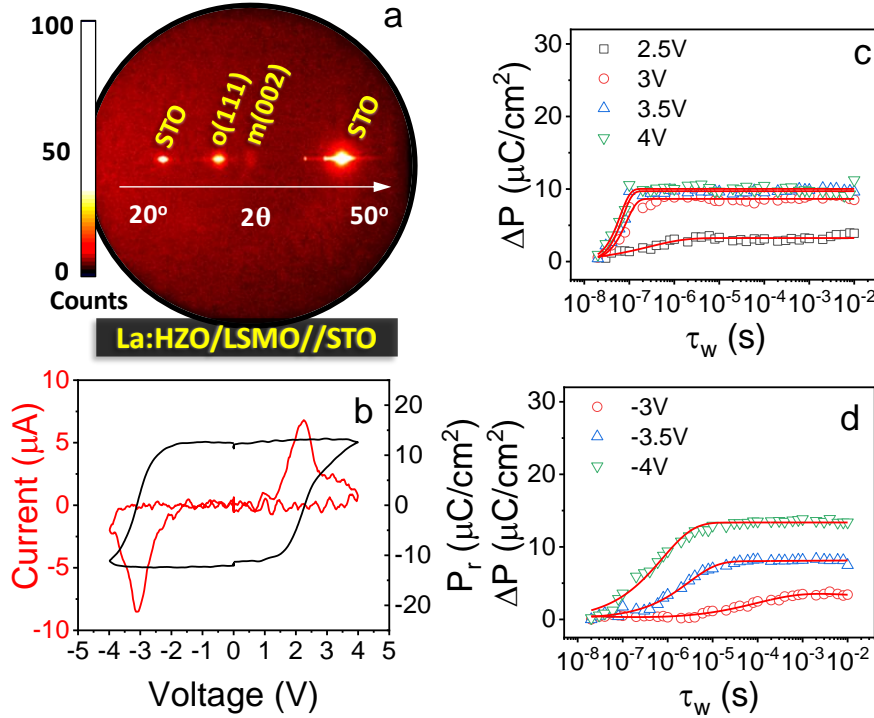 a
100
50
0
Counts
STO
o(111)
m(002)
STO
20° 2θ 50°
La:HZO/LSMO//STO
b
10
5
0
-5
-10
Current (μA)
20
10
0
-10
-20
P_r (μC/cm²)
-5 -4 -3 -2 -1 0 1 2 3 4 5
Voltage (V)
c
30
20
10
0
ΔP (μC/cm²)
2.5V
3V
3.5V
4V
10⁻⁸ 10⁻⁷ 10⁻⁶ 10⁻⁵ 10⁻⁴ 10⁻³ 10⁻²
τ_w (s)
d
30
20
10
0
ΔP (μC/cm²)
-3V
-3.5V
-4V
10⁻⁸ 10⁻⁷ 10⁻⁶ 10⁻⁵ 10⁻⁴ 10⁻³ 10⁻²
τ_w (s)